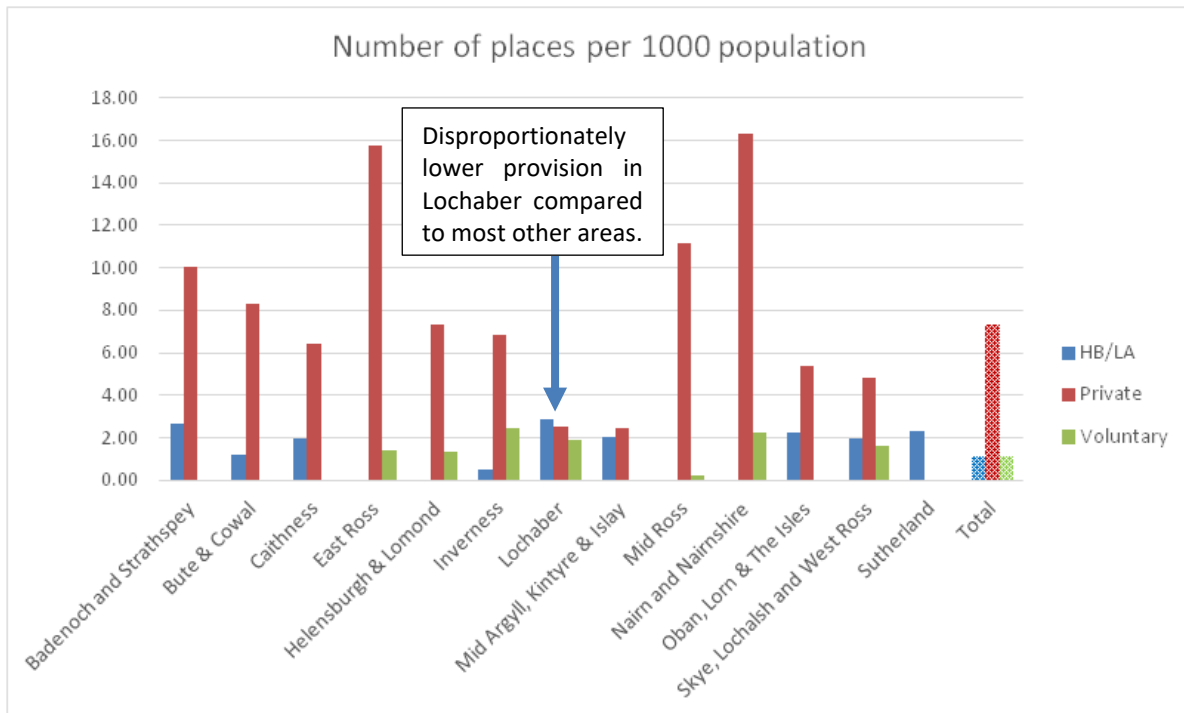 Number of places per 1000 population
18.00
16.00
14.00
12.00
10.00
8.00
6.00
4.00
2.00
0.00
Disproportionately
lower provision in
Lochaber compared
to most other areas.
HB/LA
Private
Voluntary
Badenoch and Strathspey
Bute & Cowal
Caithness
East Ross
Helensburgh & Lomond
Inverness
Lochaber
Mid Argyll, Kintyre & Islay
Mid Ross
Nairn and Nairnshire
Oban, Lorn & The Isles
Skye, Lochalsh and West Ross
Sutherland
Total